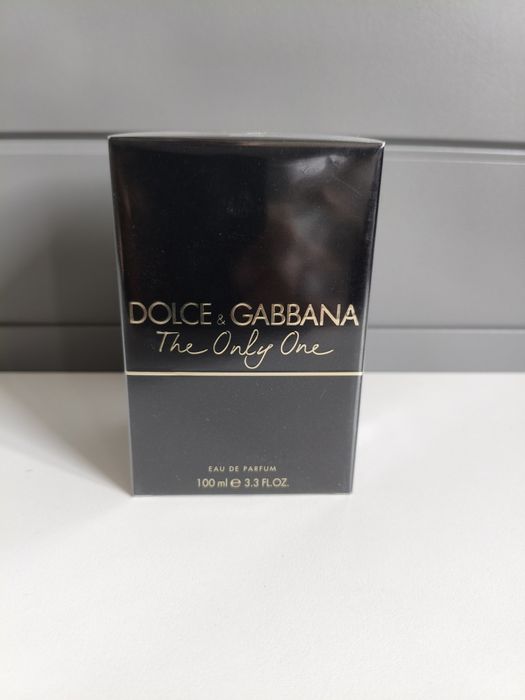 DOLCE & GABBANA
The Only One
EAU DE PARFUM
100 ml ℮ 3.3 FL.OZ.